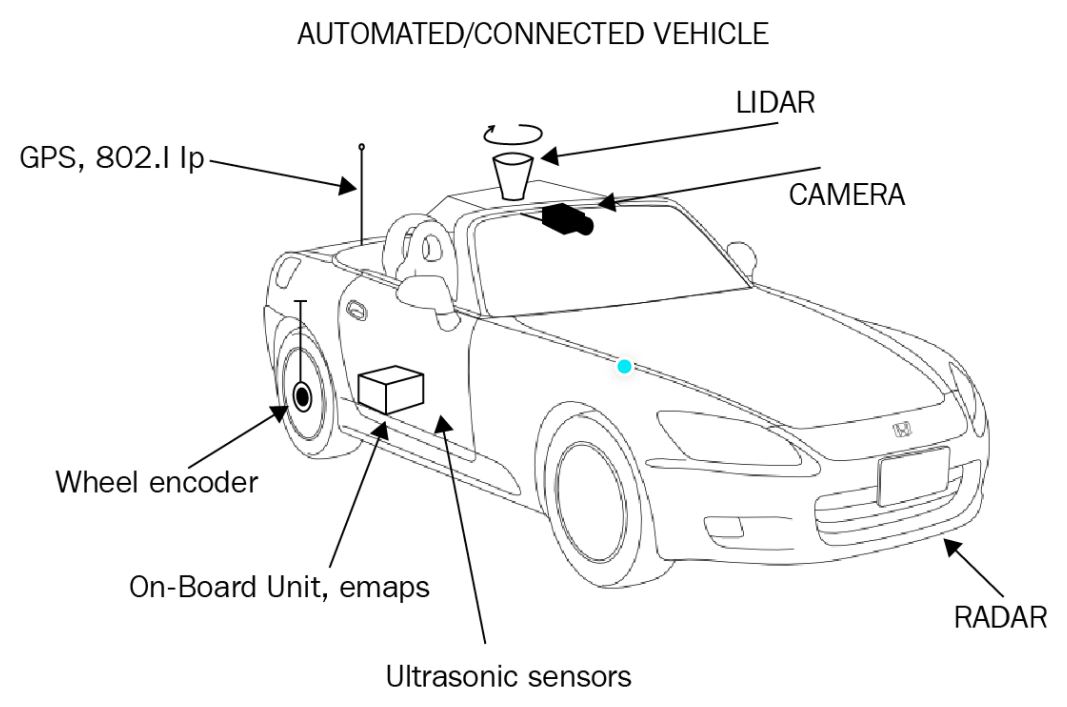 AUTOMATED/CONNECTED VEHICLE
LIDAR
GPS, 802.I Ip
CAMERA
Wheel encoder
On-Board Unit, emaps
RADAR
Ultrasonic sensors